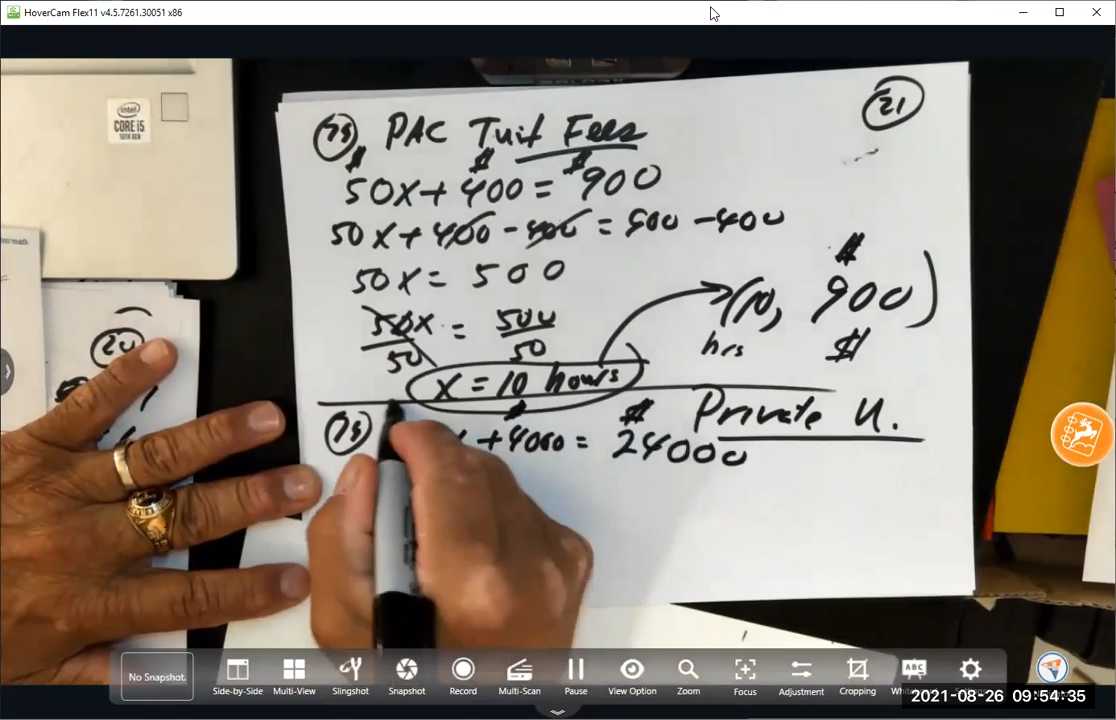 HoverCam Flex11 v4.5.7261.30051 x86
intel
CORE i5
10TH GEN
21
PAC Tuit Fees
$ $ $
50x + 400 = 900
50x + 400 - 400 = 900 - 400
50x = 500
50x = 500
50 50
x = 10 hours
(10, 900)
$
hrs $
Private U.
$ $
+ 4000 = 24000
No Snapshot.
Side-by-Side Multi-View Slingshot Snapshot Record Multi-Scan Pause View Option Zoom Focus Adjustment Cropping
ABC
2021-08-26 09:54:35